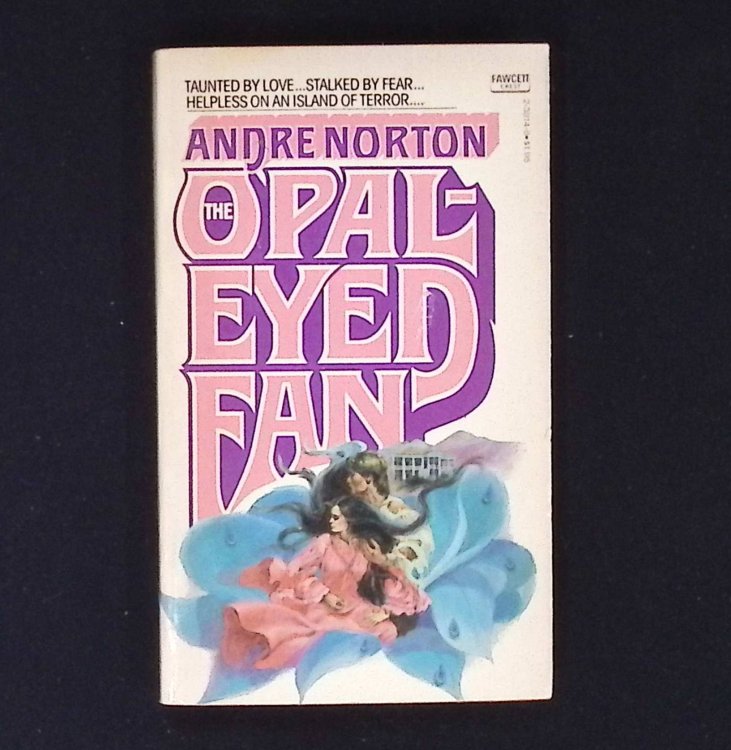 TAUNTED BY LOVE...STALKED BY FEAR...
HELPLESS ON AN ISLAND OF TERROR....
FAWCETT
CREST
ANDRE NORTON
THE
OPAL-
EYED
FAN